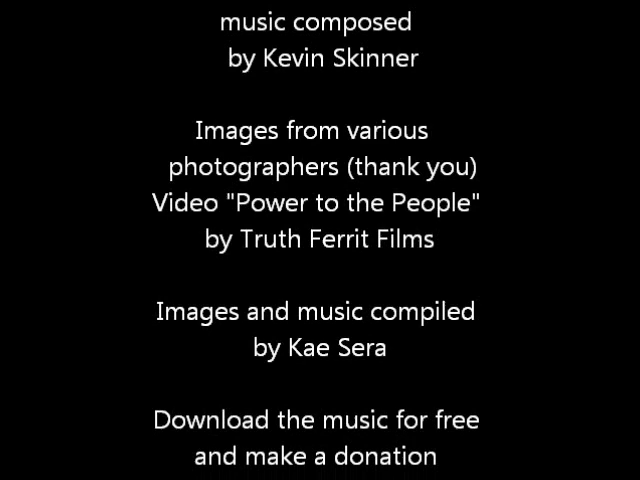 music composed
by Kevin Skinner
Images from various
photographers (thank you)
Video "Power to the People"
by Truth Ferrit Films
Images and music compiled
by Kae Sera
Download the music for free
and make a donation